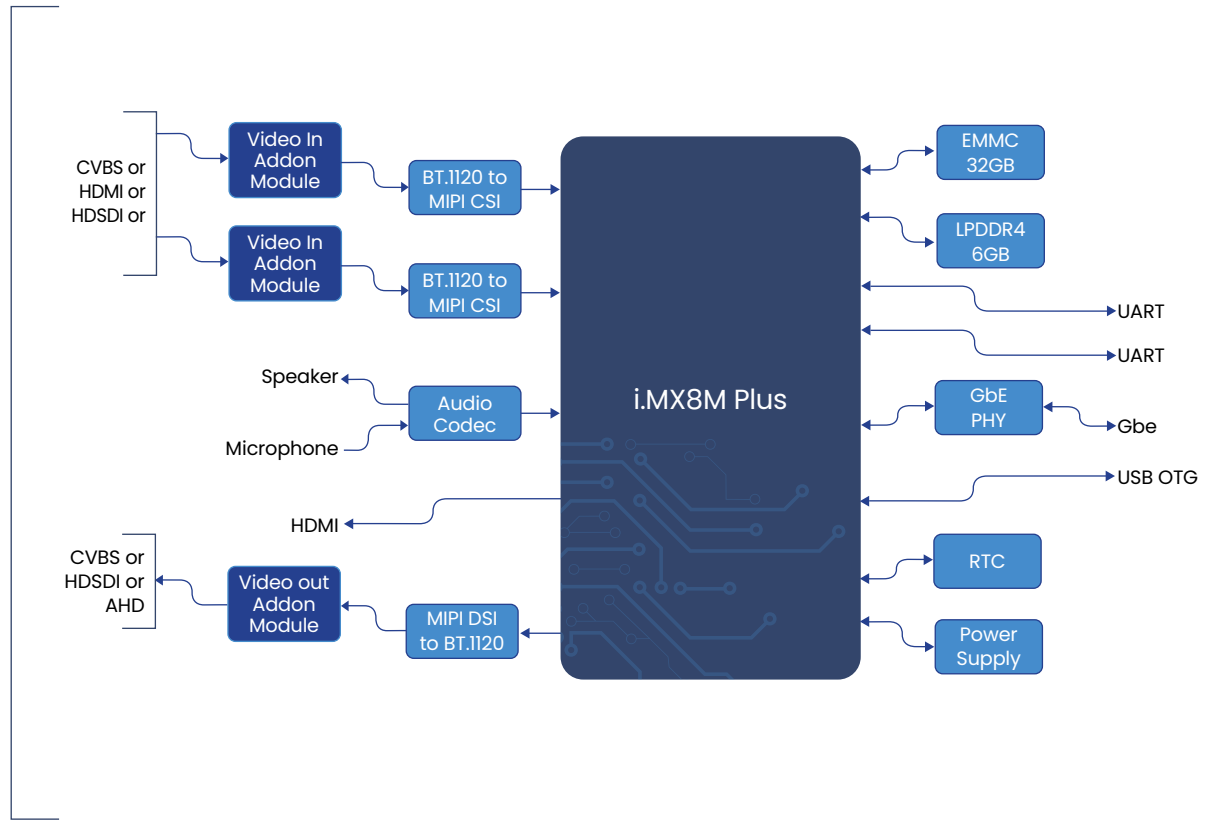 CVBS or
HDMI or
HDSDI or
Video In
Addon
Module
BT.1120 to
MIPI CSI
Video In
Addon
Module
BT.1120 to
MIPI CSI
Speaker
Microphone
Audio
Codec
HDMI
CVBS or
HDSDI or
AHD
Video out
Addon
Module
MIPI DSI
to BT.1120
i.MX8M Plus
EMMC
32GB
LPDDR4
6GB
UART
UART
GbE
PHY
Gbe
USB OTG
RTC
Power
Supply